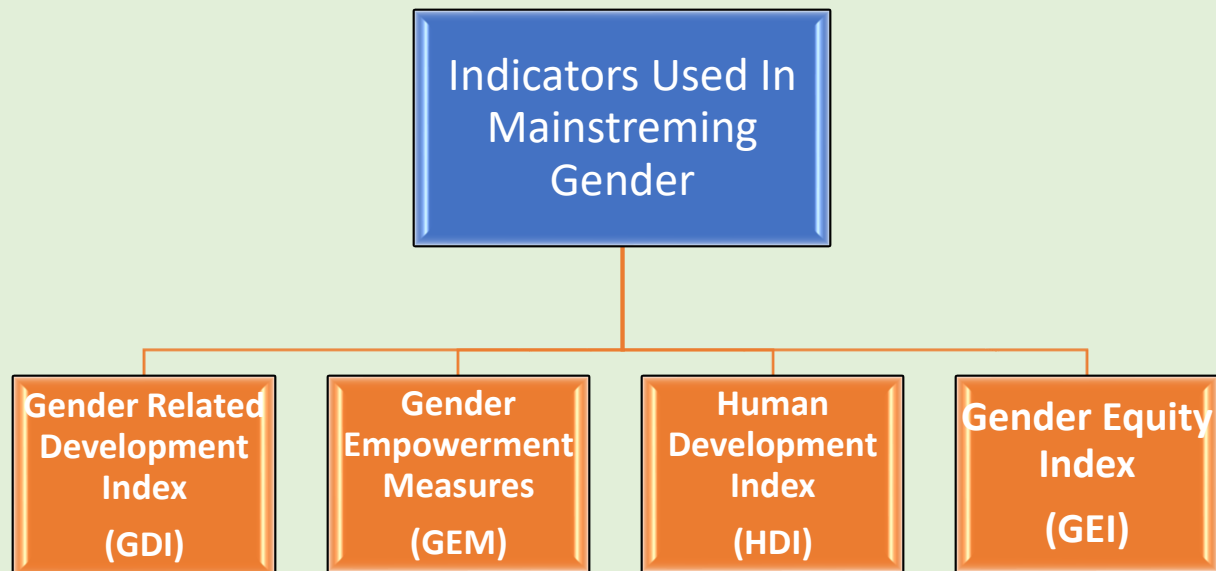 Indicators Used In
Mainstreming
Gender
Gender Related
Development
Index
(GDI)
Gender
Empowerment
Measures
(GEM)
Human
Development
Index
(HDI)
Gender Equity
Index
(GEI)